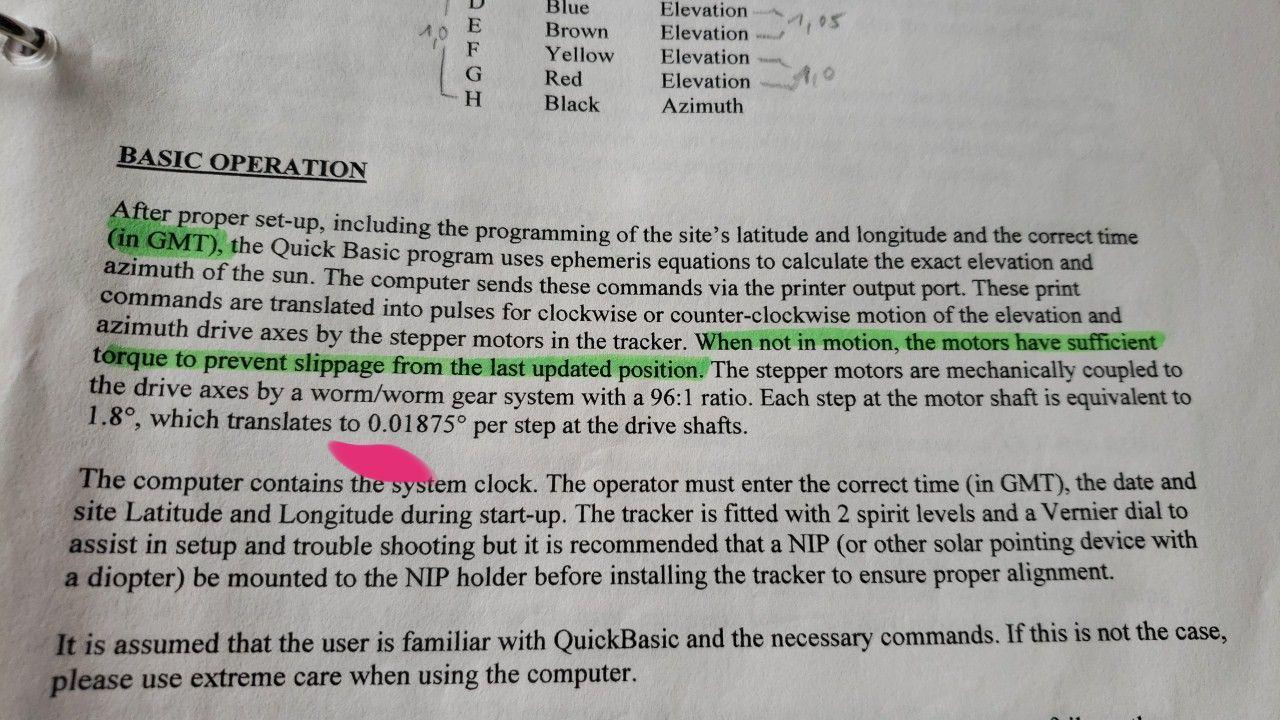 D Blue Elevation
E Brown Elevation 1,05
1,0 F Yellow Elevation
G Red Elevation 1,0
H Black Azimuth
BASIC OPERATION
After proper set-up, including the programming of the site's latitude and longitude and the correct time
(in GMT), the Quick Basic program uses ephemeris equations to calculate the exact elevation and
azimuth of the sun. The computer sends these commands via the printer output port. These print
commands are translated into pulses for clockwise or counter-clockwise motion of the elevation and
azimuth drive axes by the stepper motors in the tracker. When not in motion, the motors have sufficient
torque to prevent slippage from the last updated position. The stepper motors are mechanically coupled to
the drive axes by a worm/worm gear system with a 96:1 ratio. Each step at the motor shaft is equivalent to
1.8°, which translates to 0.01875° per step at the drive shafts.
The computer contains the system clock. The operator must enter the correct time (in GMT), the date and
site Latitude and Longitude during start-up. The tracker is fitted with 2 spirit levels and a Vernier dial to
assist in setup and trouble shooting but it is recommended that a NIP (or other solar pointing device with
a diopter) be mounted to the NIP holder before installing the tracker to ensure proper alignment.
It is assumed that the user is familiar with QuickBasic and the necessary commands. If this is not the case,
please use extreme care when using the computer.